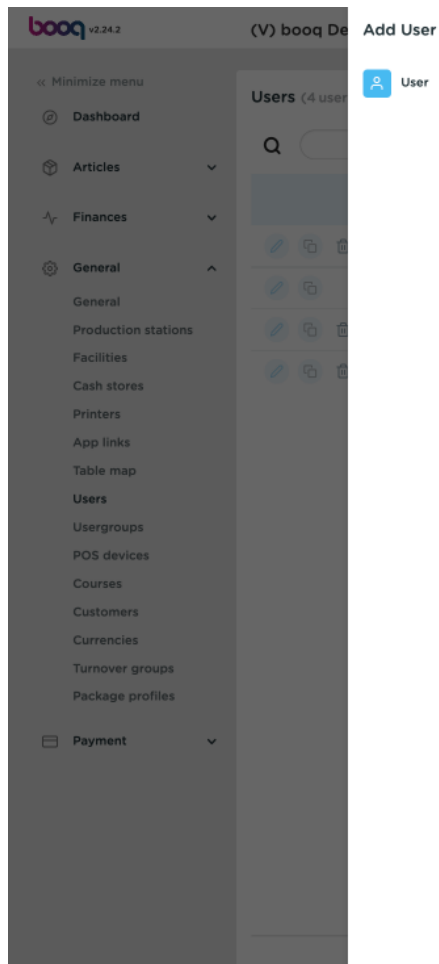 booq v2.24.2
(V) booq De
Add User
« Minimize menu
User
Dashboard
Users (4 user
Articles
Finances
General
General
Production stations
Facilities
Cash stores
Printers
App links
Table map
Users
Usergroups
POS devices
Courses
Customers
Currencies
Turnover groups
Package profiles
Payment